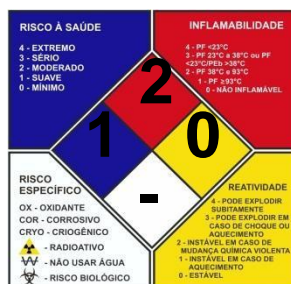 RISCO À SAÚDE
4 - EXTREMO
3 - SÉRIO
2 - MODERADO
1 - SUAVE
0 - MÍNIMO
INFLAMABILIDADE
4 - PF <23°C
3 - PF 23°C e 38°C ou PF
<23°C/PEb >38°C
2 - PF 38°C e 93°C
1 - PF ≥93°C
0 - NÃO INFLAMÁVEL
2
1
0
-
RISCO
ESPECÍFICO
OX - OXIDANTE
COR - CORROSIVO
CRYO - CRIOGÊNICO
- RADIOATIVO
W - NÃO USAR ÁGUA
- RISCO BIOLÓGICO
REATIVIDADE
4 - PODE EXPLODIR
SUBITAMENTE
3 - PODE EXPLODIR EM
CASO DE CHOQUE OU
AQUECIMENTO
2 - INSTÁVEL EM CASO DE
MUDANÇA QUÍMICA VIOLENTA
1 - INSTÁVEL EM CASO DE
AQUECIMENTO
0 - ESTÁVEL